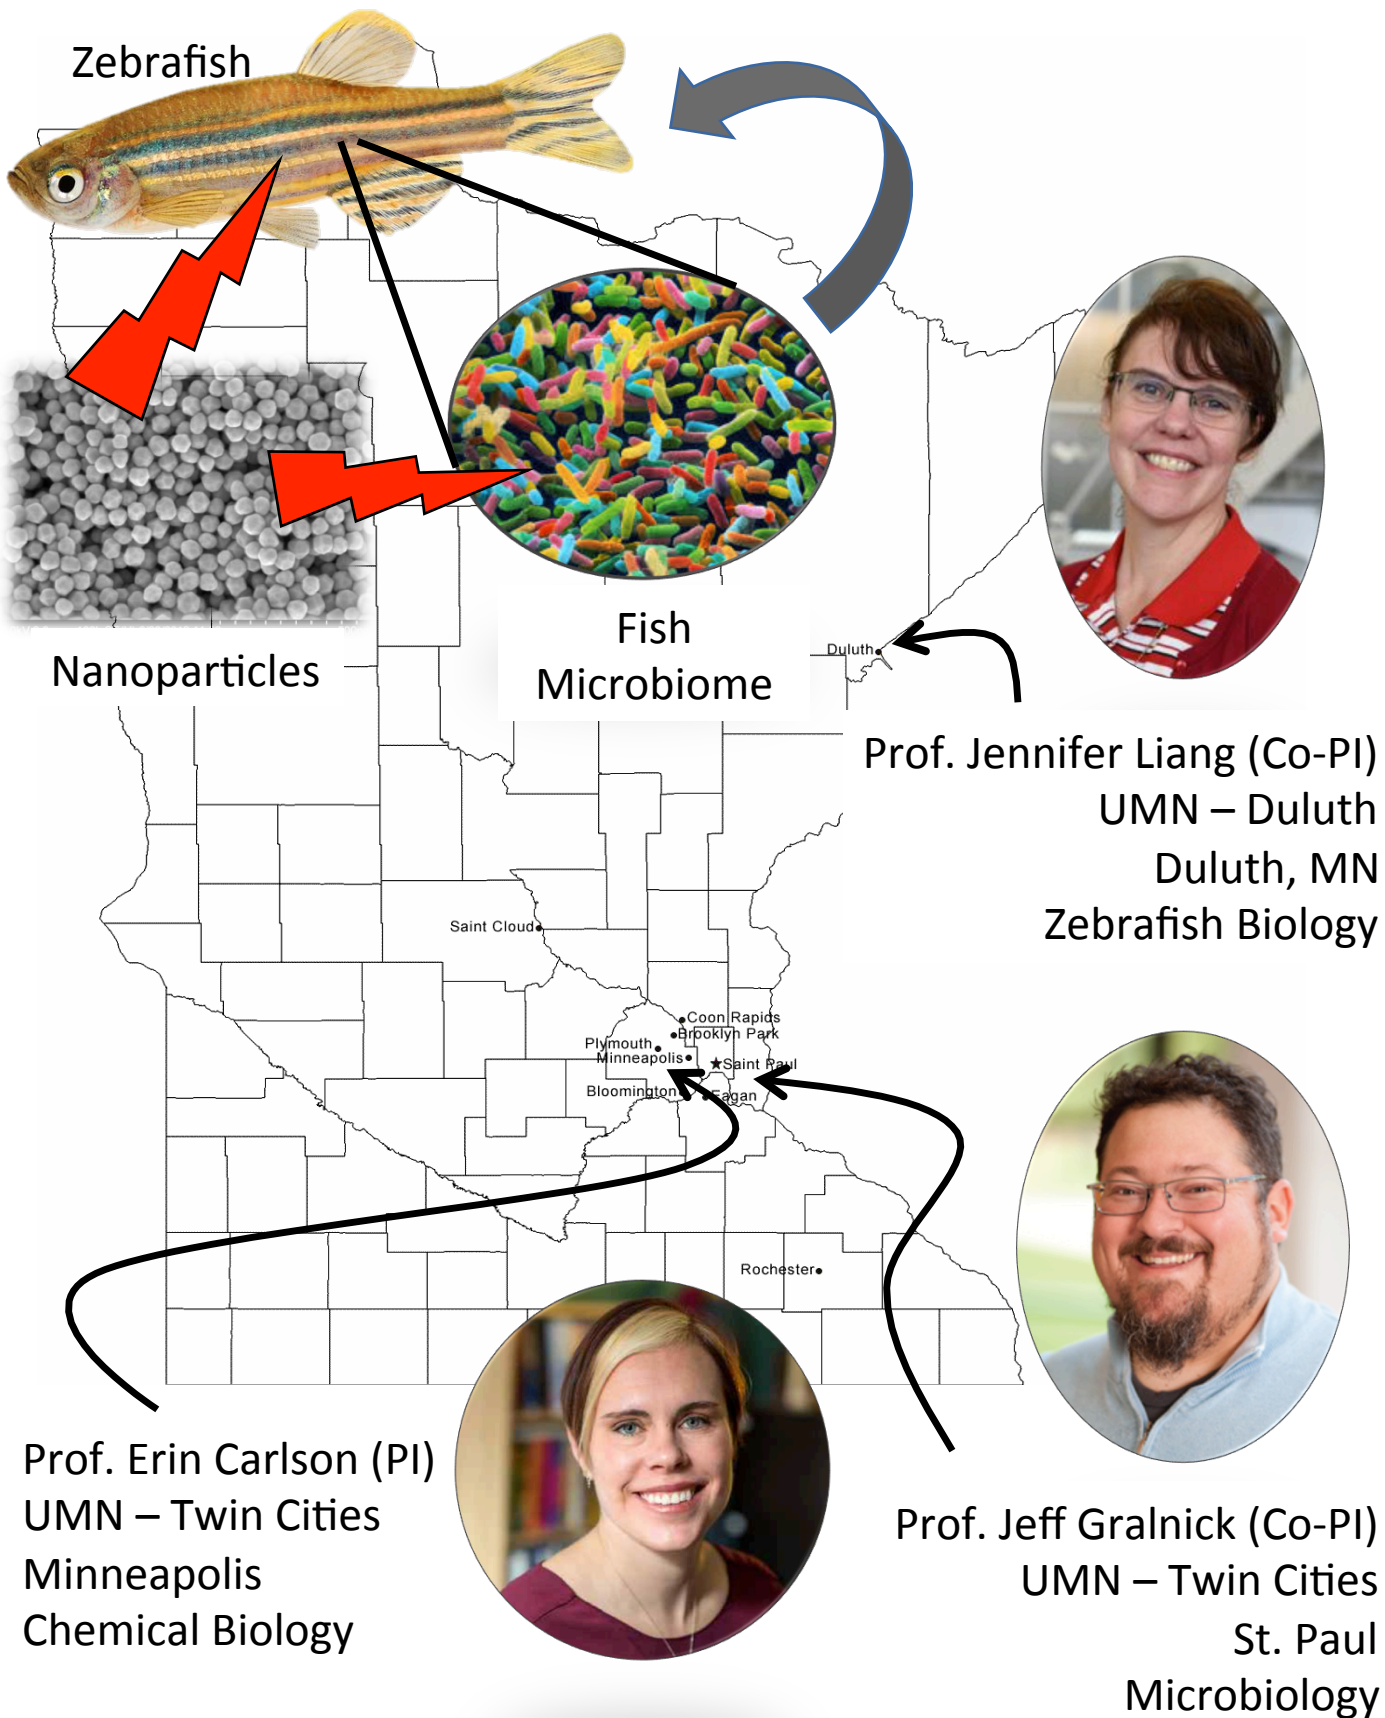 Zebrafish
Nanoparticles
Fish
Microbiome
Duluth
Prof. Jennifer Liang (Co-PI)
UMN – Duluth
Duluth, MN
Zebrafish Biology
Saint Cloud
Coon Rapids
Brooklyn Park
Plymouth
Minneapolis
Saint Paul
Bloomington
Eagan
Rochester
Prof. Erin Carlson (PI)
UMN – Twin Cities
Minneapolis
Chemical Biology
Prof. Jeff Gralnick (Co-PI)
UMN – Twin Cities
St. Paul
Microbiology